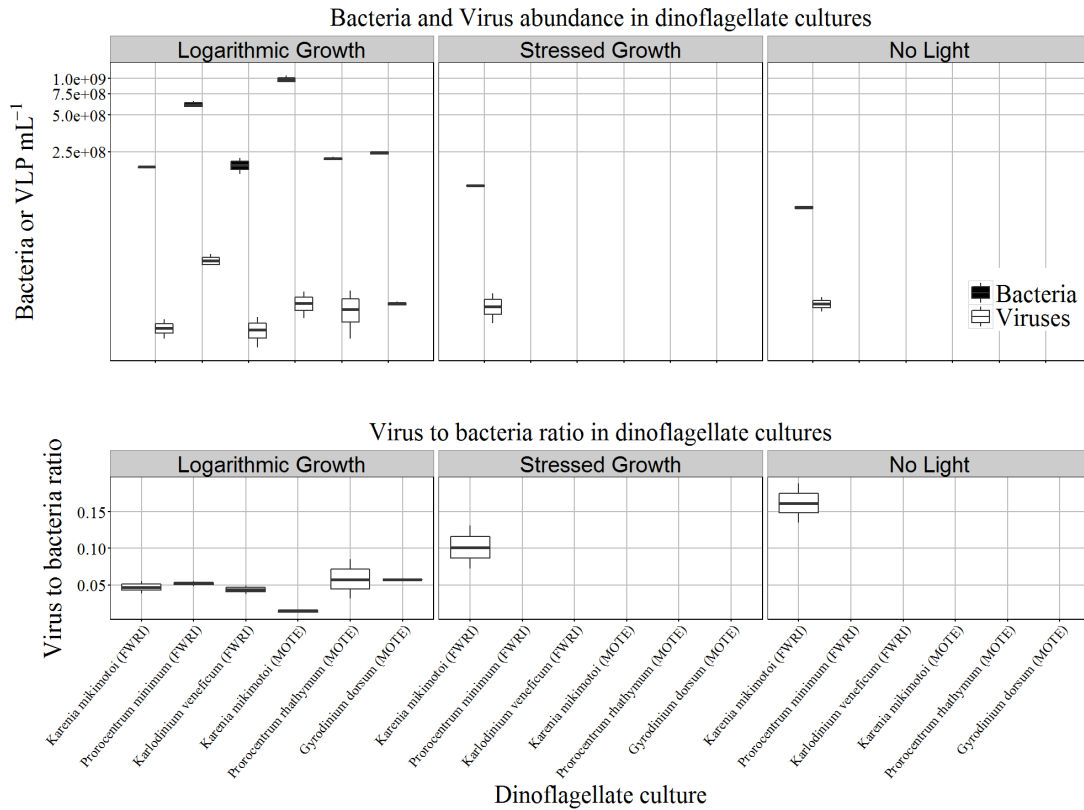 Bacteria and Virus abundance in dinoflagellate cultures
Logarithmic Growth
Stressed Growth
No Light
Bacteria or VLP mL⁻¹
1.0e+09
7.5e+08
5.0e+08
2.5e+08
Bacteria
Viruses
Virus to bacteria ratio in dinoflagellate cultures
Logarithmic Growth
Stressed Growth
No Light
Virus to bacteria ratio
0.15
0.10
0.05
Karenia mikimotoi (FWRI)
Prorocentrum minimum (FWRI)
Karlodinium veneficum (FWRI)
Karenia mikimotoi (MOTE)
Prorocentrum rhathymum (MOTE)
Gyrodinium dorsum (MOTE)
Karenia mikimotoi (FWRI)
Prorocentrum minimum (FWRI)
Karlodinium veneficum (FWRI)
Karenia mikimotoi (MOTE)
Prorocentrum rhathymum (MOTE)
Gyrodinium dorsum (MOTE)
Karenia mikimotoi (FWRI)
Prorocentrum minimum (FWRI)
Karlodinium veneficum (FWRI)
Karenia mikimotoi (MOTE)
Prorocentrum rhathymum (MOTE)
Gyrodinium dorsum (MOTE)
Dinoflagellate culture